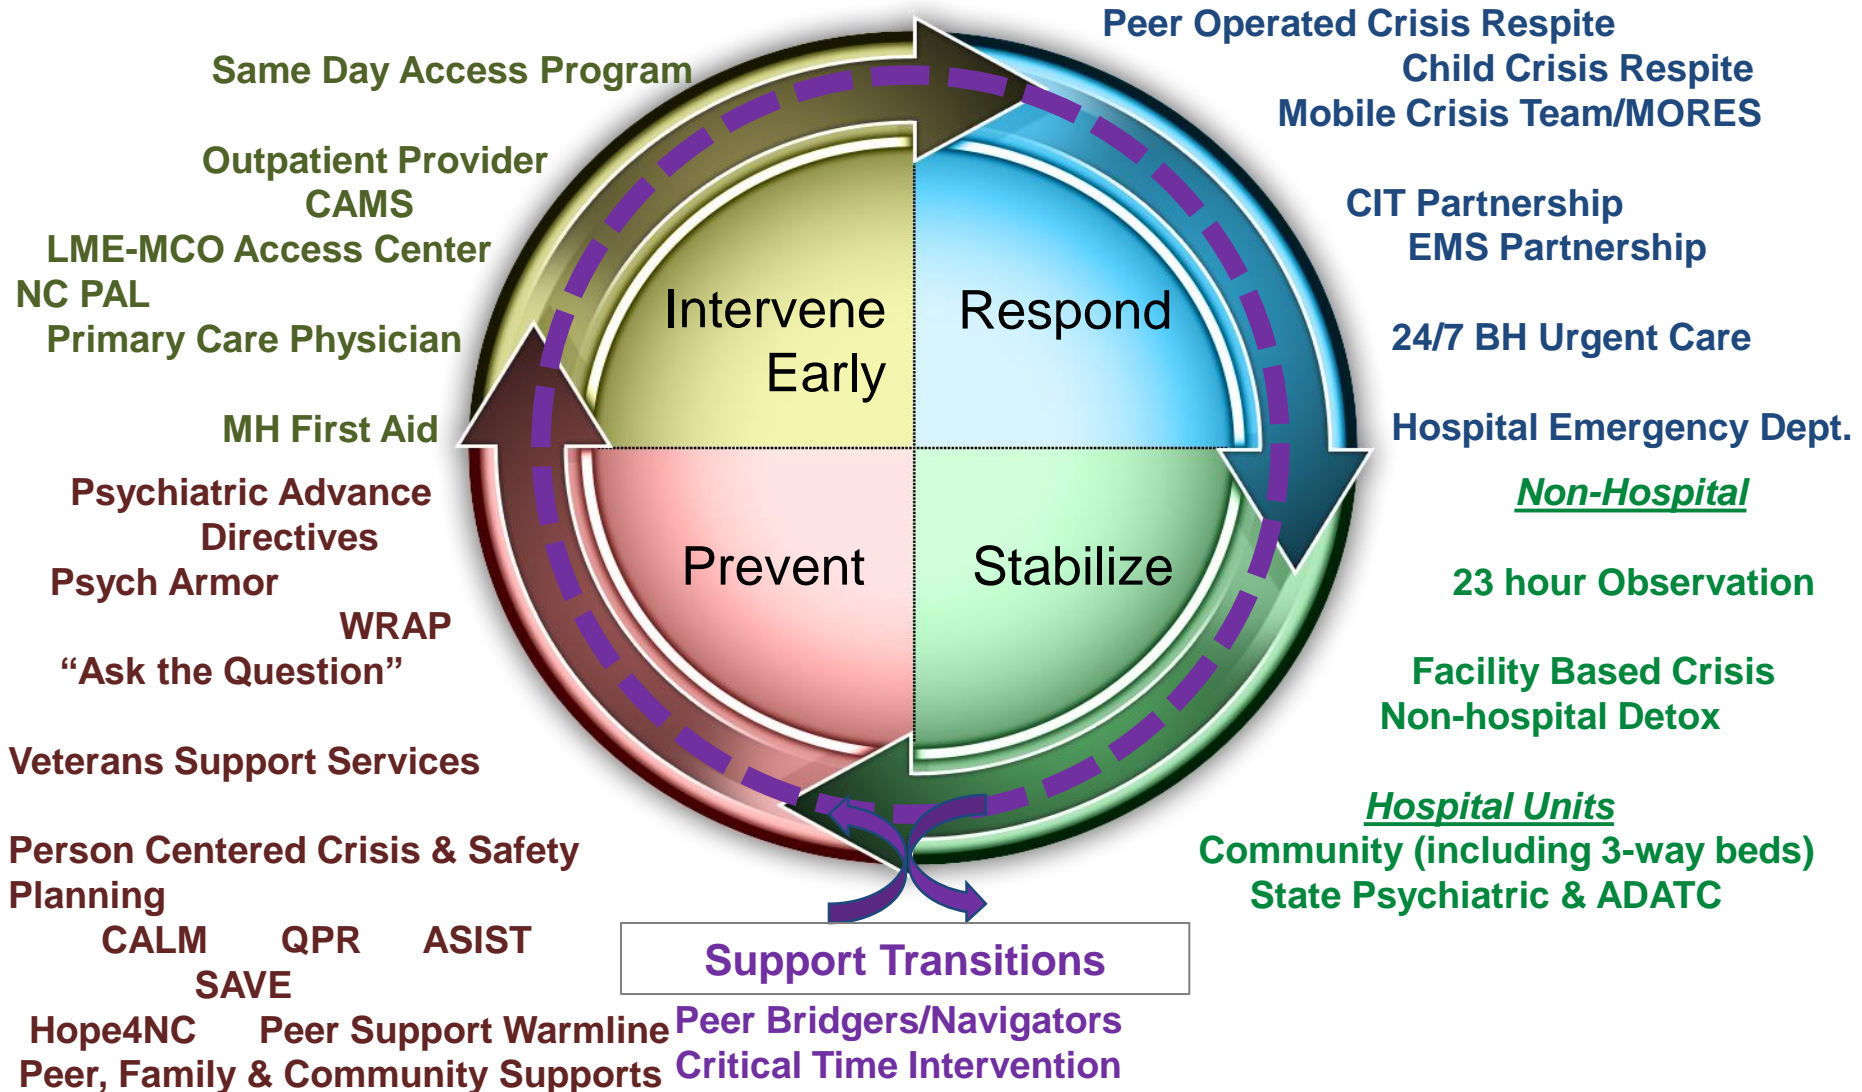 Same Day Access Program
Outpatient Provider
CAMS
LME-MCO Access Center
NC PAL
Primary Care Physician
MH First Aid
Intervene
Early
Peer Operated Crisis Respite
Child Crisis Respite
Mobile Crisis Team/MORES
CIT Partnership
EMS Partnership
24/7 BH Urgent Care
Hospital Emergency Dept.
Respond
Psychiatric Advance
Directives
Psych Armor
WRAP
“Ask the Question”
Veterans Support Services
Person Centered Crisis & Safety
Planning
CALM QPR ASIST
SAVE
Hope4NC Peer Support Warmline
Peer, Family & Community Supports
Prevent
Stabilize
Non-Hospital
23 hour Observation
Facility Based Crisis
Non-hospital Detox
Hospital Units
Community (including 3-way beds)
State Psychiatric & ADATC
Support Transitions
Peer Bridgers/Navigators
Critical Time Intervention